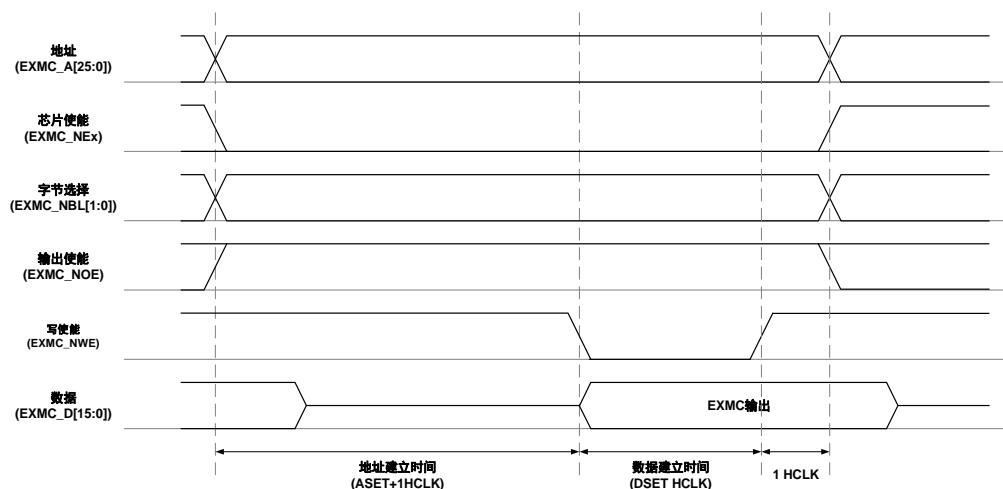 地址
(EXMC_A[25:0])
芯片使能
(EXMC_NEx)
字节选择
(EXMC_NBL[1:0])
输出使能
(EXMC_NOE)
写使能
(EXMC_NWE)
数据
(EXMC_D[15:0])
EXMC输出
地址建立时间
(ASET+1HCLK)
数据建立时间
(DSET HCLK)
1 HCLK